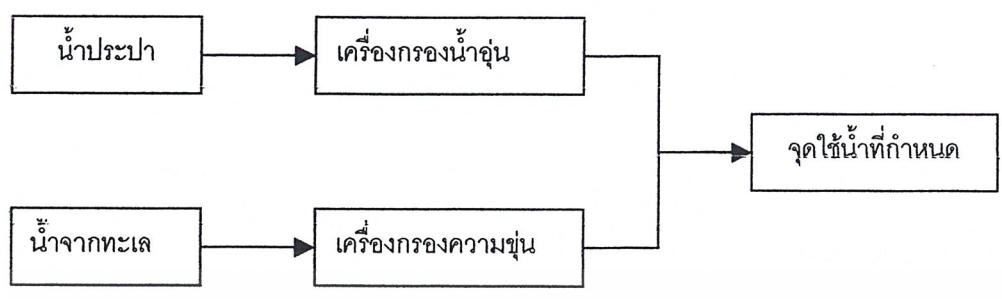 น้ำประปา
เครื่องกรองน้ำอุ่น
จุดใช้น้ำที่กำหนด
น้ำจากทะเล
เครื่องกรองความขุ่น